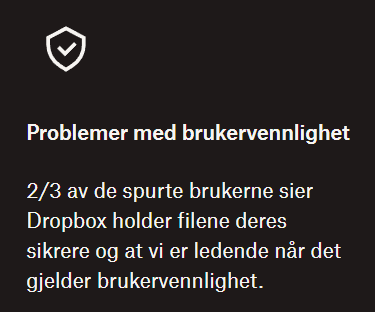 Problemer med brukervennlighet
2/3 av de spurte brukerne sier
Dropbox holder filene deres
sikrere og at vi er ledende når det
gjelder brukervennlighet.